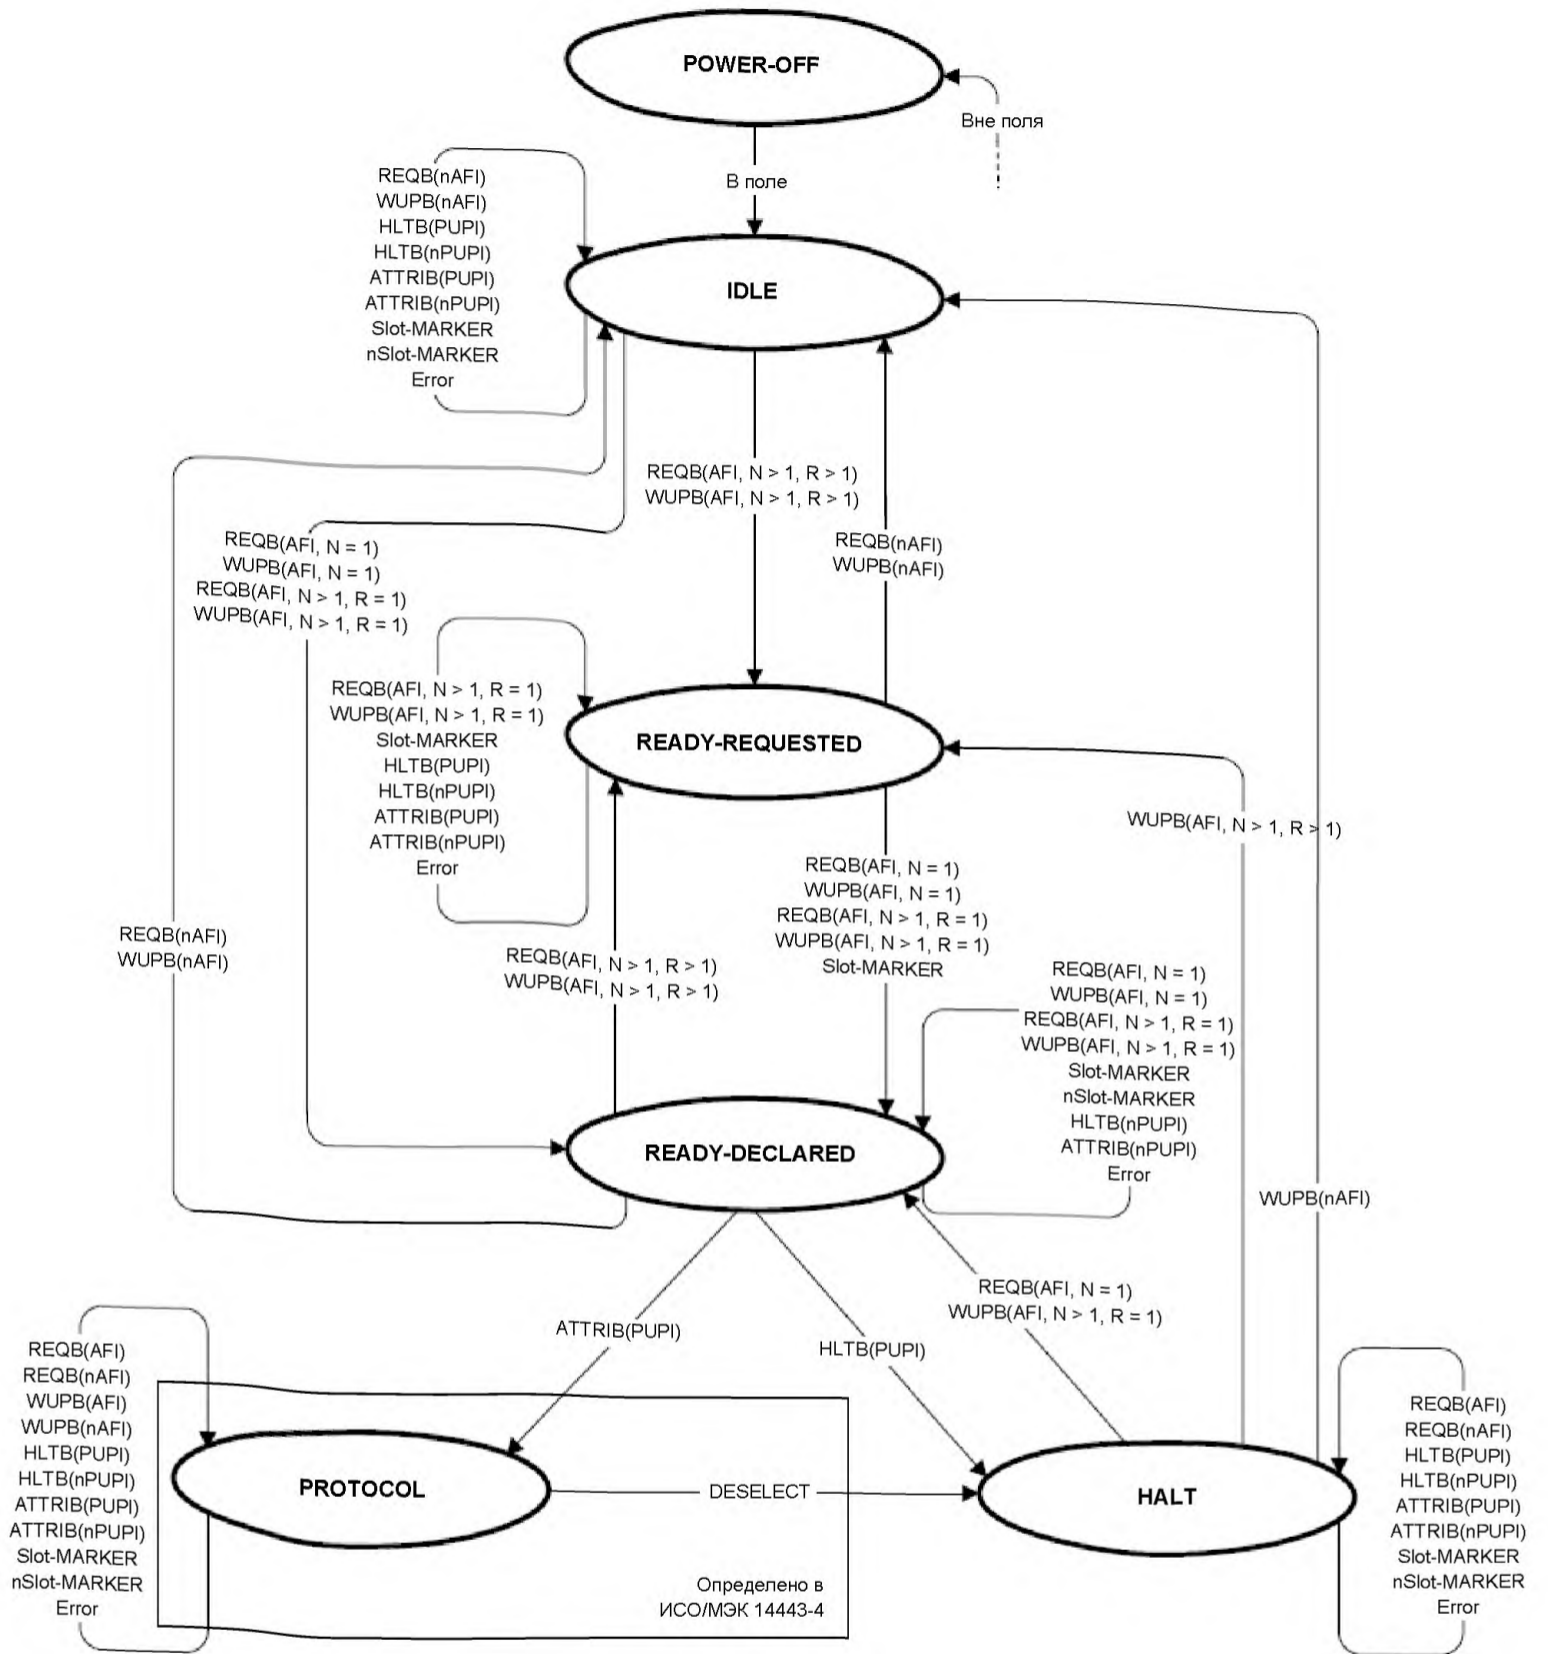 POWER-OFF
Вне поля
В поле
REQB(nAFI)
WUPB(nAFI)
HLTB(PUPI)
HLTB(nPUPI)
ATTRIB(PUPI)
ATTRIB(nPUPI)
Slot-MARKER
nSlot-MARKER
Error
IDLE
REQB(AFI, N > 1, R > 1)
WUPB(AFI, N > 1, R > 1)
REQB(nAFI)
WUPB(nAFI)
REQB(AFI, N = 1)
WUPB(AFI, N = 1)
REQB(AFI, N > 1, R = 1)
WUPB(AFI, N > 1, R = 1)
REQB(AFI, N > 1, R = 1)
WUPB(AFI, N > 1, R = 1)
Slot-MARKER
HLTB(PUPI)
HLTB(nPUPI)
ATTRIB(PUPI)
ATTRIB(nPUPI)
Error
READY-REQUESTED
WUPB(AFI, N > 1, R > 1)
REQB(AFI, N = 1)
WUPB(AFI, N = 1)
REQB(AFI, N > 1, R = 1)
WUPB(AFI, N > 1, R = 1)
Slot-MARKER
REQB(nAFI)
WUPB(nAFI)
REQB(AFI, N > 1, R > 1)
WUPB(AFI, N > 1, R > 1)
REQB(AFI, N = 1)
WUPB(AFI, N = 1)
REQB(AFI, N > 1, R = 1)
WUPB(AFI, N > 1, R = 1)
Slot-MARKER
nSlot-MARKER
HLTB(nPUPI)
ATTRIB(nPUPI)
Error
READY-DECLARED
WUPB(nAFI)
REQB(AFI, N = 1)
WUPB(AFI, N > 1, R = 1)
ATTRIB(PUPI)
HLTB(PUPI)
REQB(AFI)
REQB(nAFI)
WUPB(AFI)
WUPB(nAFI)
HLTB(PUPI)
HLTB(nPUPI)
ATTRIB(PUPI)
ATTRIB(nPUPI)
Slot-MARKER
nSlot-MARKER
Error
PROTOCOL
DESELECT
HALT
REQB(AFI)
REQB(nAFI)
HLTB(PUPI)
HLTB(nPUPI)
ATTRIB(PUPI)
ATTRIB(nPUPI)
Slot-MARKER
nSlot-MARKER
Error
Определено в
ИСО/МЭК 14443-4